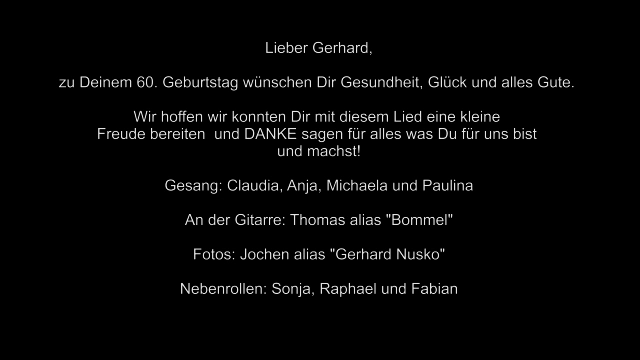 Lieber Gerhard,
zu Deinem 60. Geburtstag wünschen Dir Gesundheit, Glück und alles Gute.
Wir hoffen wir konnten Dir mit diesem Lied eine kleine
Freude bereiten  und DANKE sagen für alles was Du für uns bist
und machst!
Gesang: Claudia, Anja, Michaela und Paulina
An der Gitarre: Thomas alias "Bommel"
Fotos: Jochen alias "Gerhard Nusko"
Nebenrollen: Sonja, Raphael und Fabian